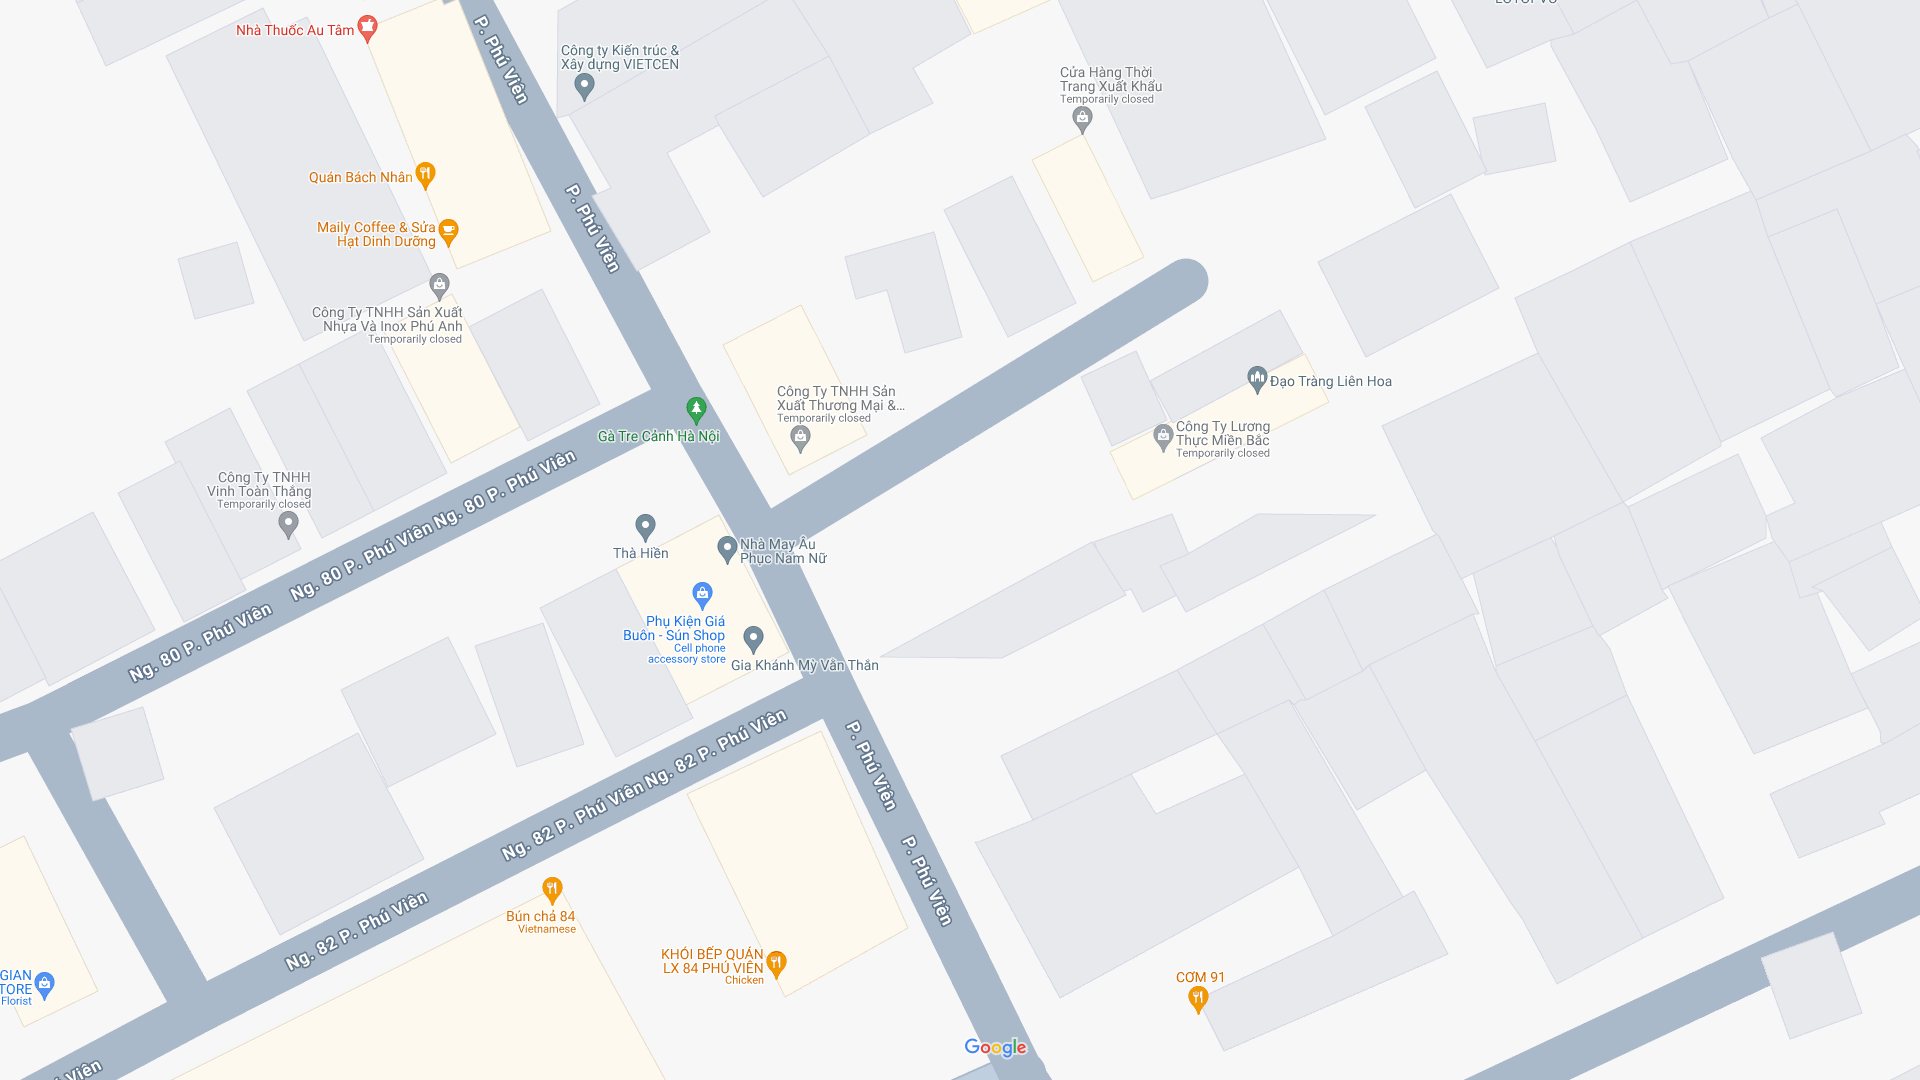 P. Phú Viên
Nhà Thuốc Au Tâm
Công ty Kiến trúc &
Xây dựng VIETCEN
Cửa Hàng Thời
Trang Xuất Khẩu
Temporarily closed
Quán Bách Nhân
P. Phú Viên
Maily Coffee & Sửa
Hạt Dinh Dưỡng
Công Ty TNHH Sản Xuất
Nhựa Và Inox Phú Anh
Temporarily closed
Công Ty TNHH Sản
Xuất Thương Mại &...
Temporarily closed
Đạo Tràng Liên Hoa
Gà Tre Cảnh Hà Nội
Công Ty Lương
Thực Miền Bắc
Temporarily closed
Công Ty TNHH
Vinh Toàn Thắng
Temporarily closed
Ng. 80 P. Phú Viên
Ng. 80 P. Phú Viên
Ng. 80 P. Phú Viên
Thà Hiền
Nhà May Âu
Phục Nam Nữ
Phụ Kiện Giá
Buôn - Sún Shop
Cell phone
accessory store
Gia Khánh Mỳ Vằn Thắn
Ng. 82 P. Phú Viên
Ng. 82 P. Phú Viên
Ng. 82 P. Phú Viên
P. Phú Viên
P. Phú Viên
Bún chả 84
Vietnamese
KHÓI BẾP QUÁN
LX 84 PHÚ VIÊN
Chicken
CƠM 91
GIAN
TORE
Florist
Google
Viên